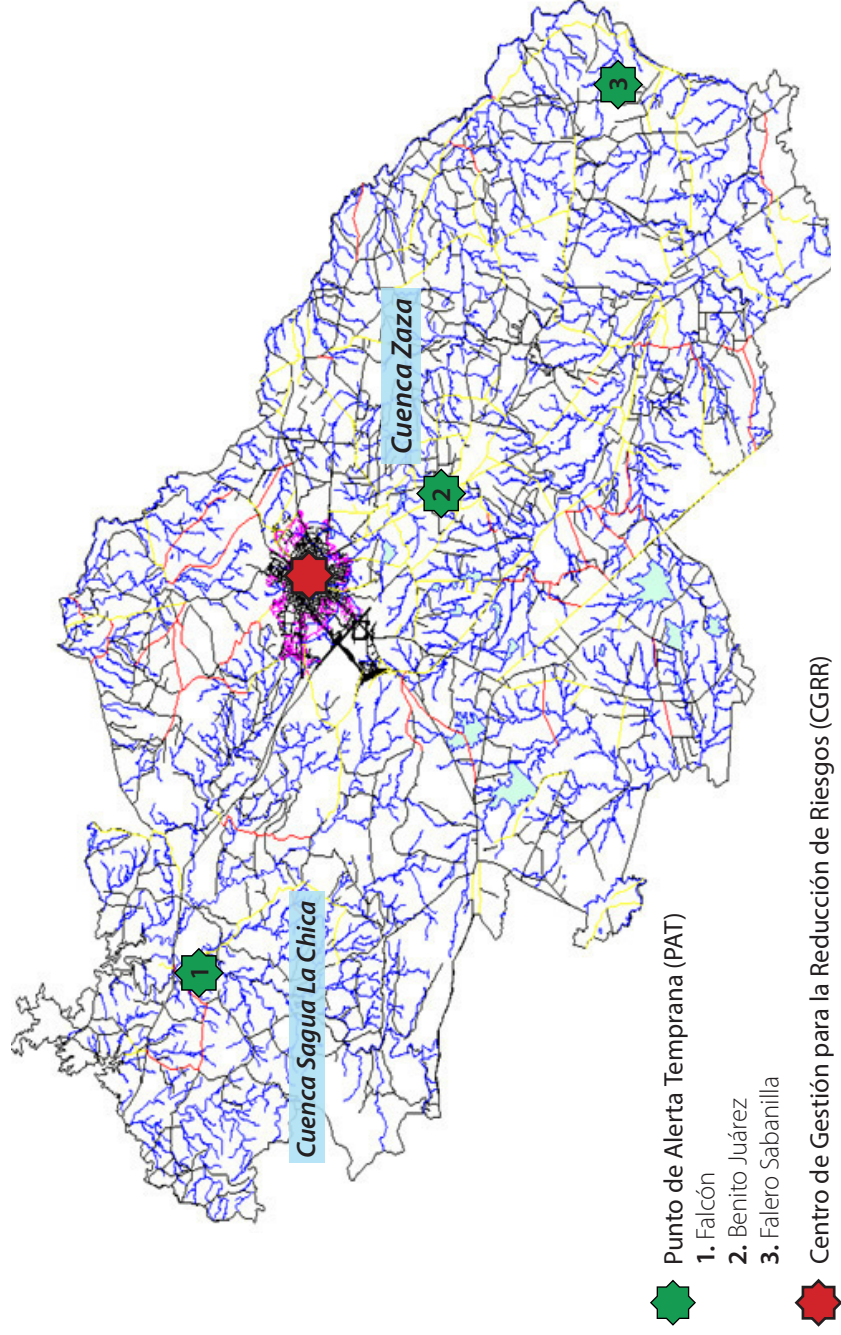 1
Cuenca Sagua La Chica
Cuenca Zaza
2
3
Punto de Alerta Temprana (PAT)
1. Falcón
2. Benito Juárez
3. Falero Sabanilla
Centro de Gestión para la Reducción de Riesgos (CGRR)